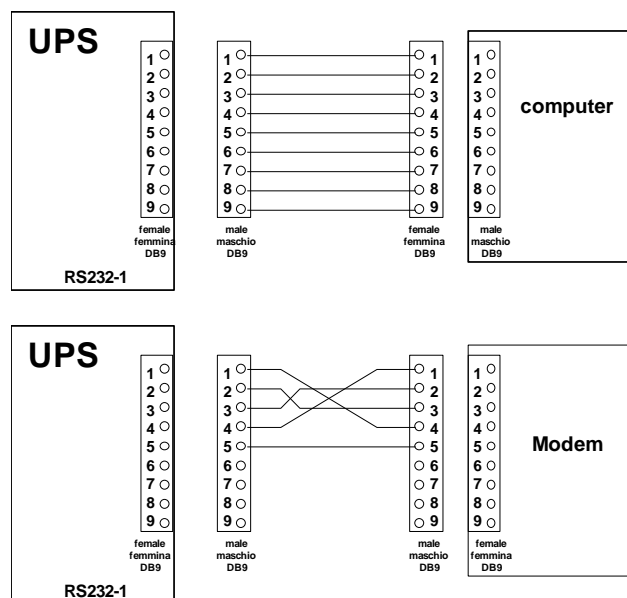 UPS
1 1 1 1
2 2 2 2
3 3 3 3
4 4 4 4
5 5 5 5
6 6 6 6
7 7 7 7
8 8 8 8
9 9 9 9
computer
female
femmina
DB9
male
maschio
DB9
female
femmina
DB9
male
maschio
DB9
RS232-1
UPS
1 1 1 1
2 2 2 2
3 3 3 3
4 4 4 4
5 5 5 5
6 6 6 6
7 7 7 7
8 8 8 8
9 9 9 9
Modem
female
femmina
DB9
male
maschio
DB9
male
maschio
DB9
female
femmina
DB9
RS232-1